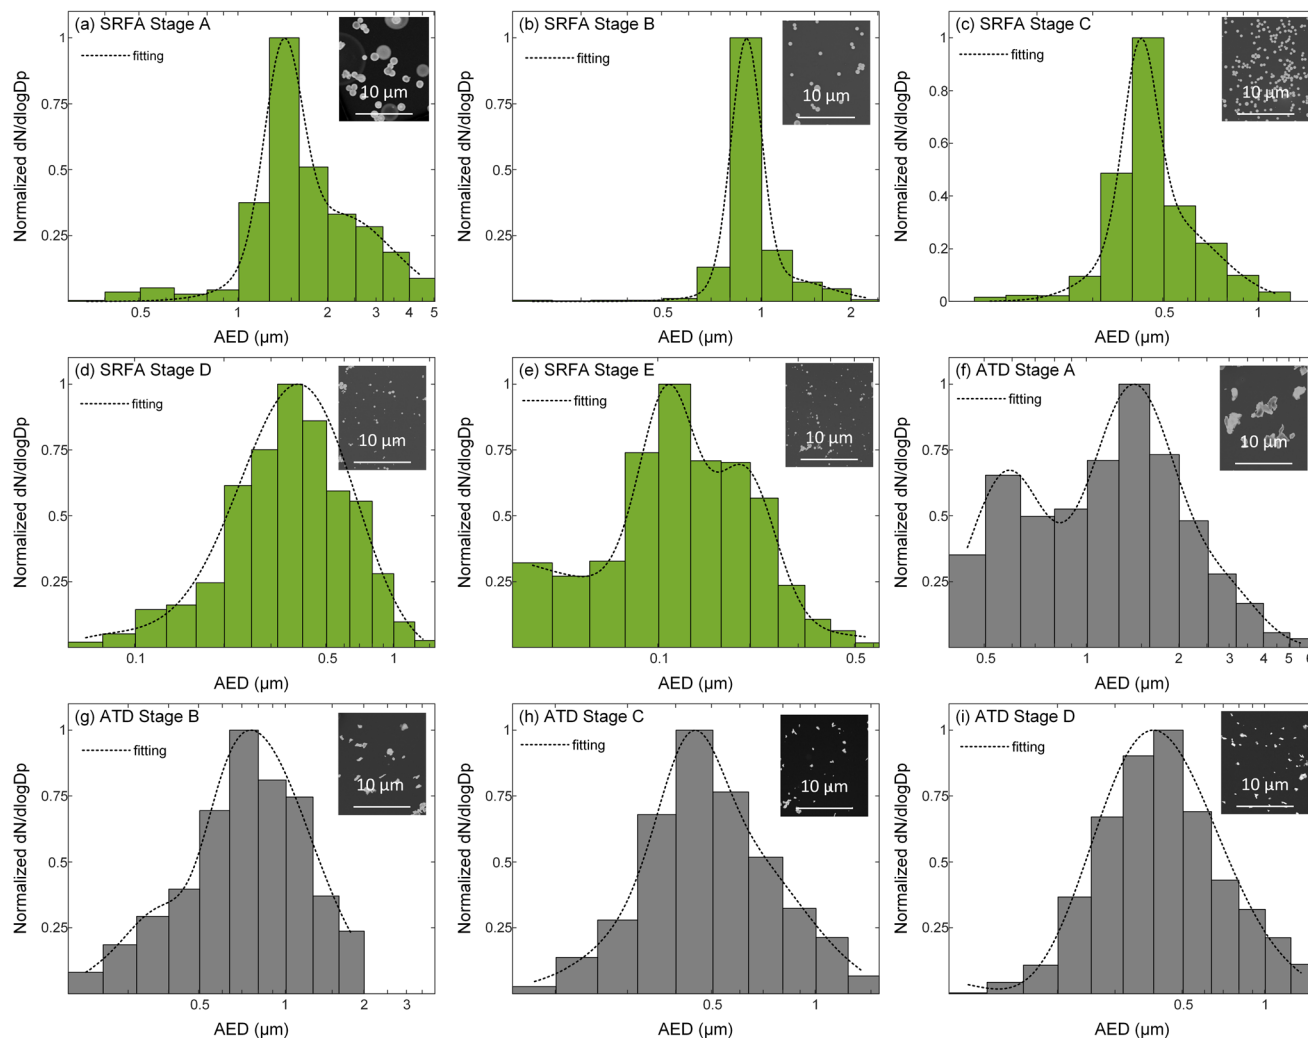 (a) SRFA Stage A
fitting
10 µm
1
0.75
0.5
0.25
Normalized dN/dlogDp
0.5 1 2 3 4 5
AED (µm)
(b) SRFA Stage B
fitting
10 µm
1
0.75
0.5
0.25
Normalized dN/dlogDp
0.5 1 2
AED (µm)
(c) SRFA Stage C
fitting
10 µm
1
0.8
0.6
0.4
0.2
0
Normalized dN/dlogDp
0.5 1
AED (µm)
(d) SRFA Stage D
fitting
10 µm
1
0.75
0.5
0.25
Normalized dN/dlogDp
0.1 0.5 1
AED (µm)
(e) SRFA Stage E
fitting
10 µm
1
0.75
0.5
0.25
Normalized dN/dlogDp
0.1 0.5
AED (µm)
(f) ATD Stage A
fitting
10 µm
1
0.75
0.5
0.25
Normalized dN/dlogDp
0.5 1 2 3 4 5 6
AED (µm)
(g) ATD Stage B
fitting
10 µm
1
0.75
0.5
0.25
Normalized dN/dlogDp
0.5 1 2 3
AED (µm)
(h) ATD Stage C
fitting
10 µm
1
0.75
0.5
0.25
Normalized dN/dlogDp
0.5 1
AED (µm)
(i) ATD Stage D
fitting
10 µm
1
0.75
0.5
0.25
Normalized dN/dlogDp
0.5 1
AED (µm)